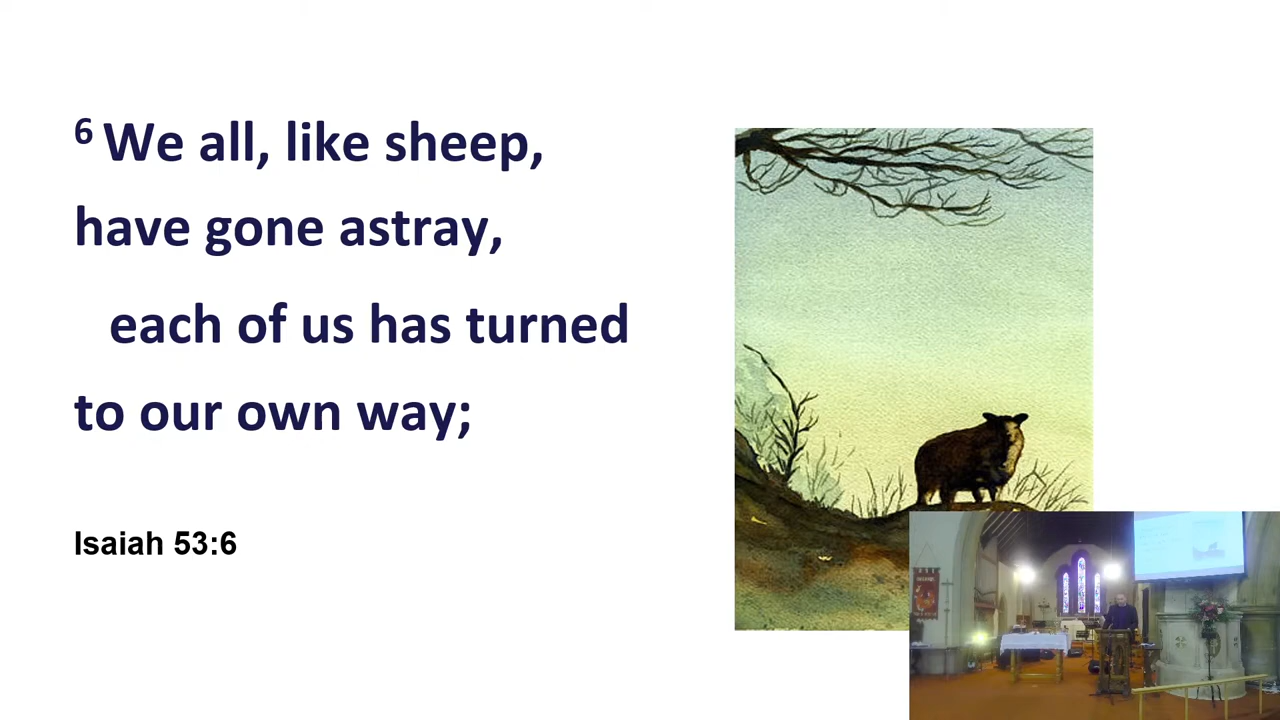 6 We all, like sheep,
have gone astray,
each of us has turned
to our own way;
Isaiah 53:6